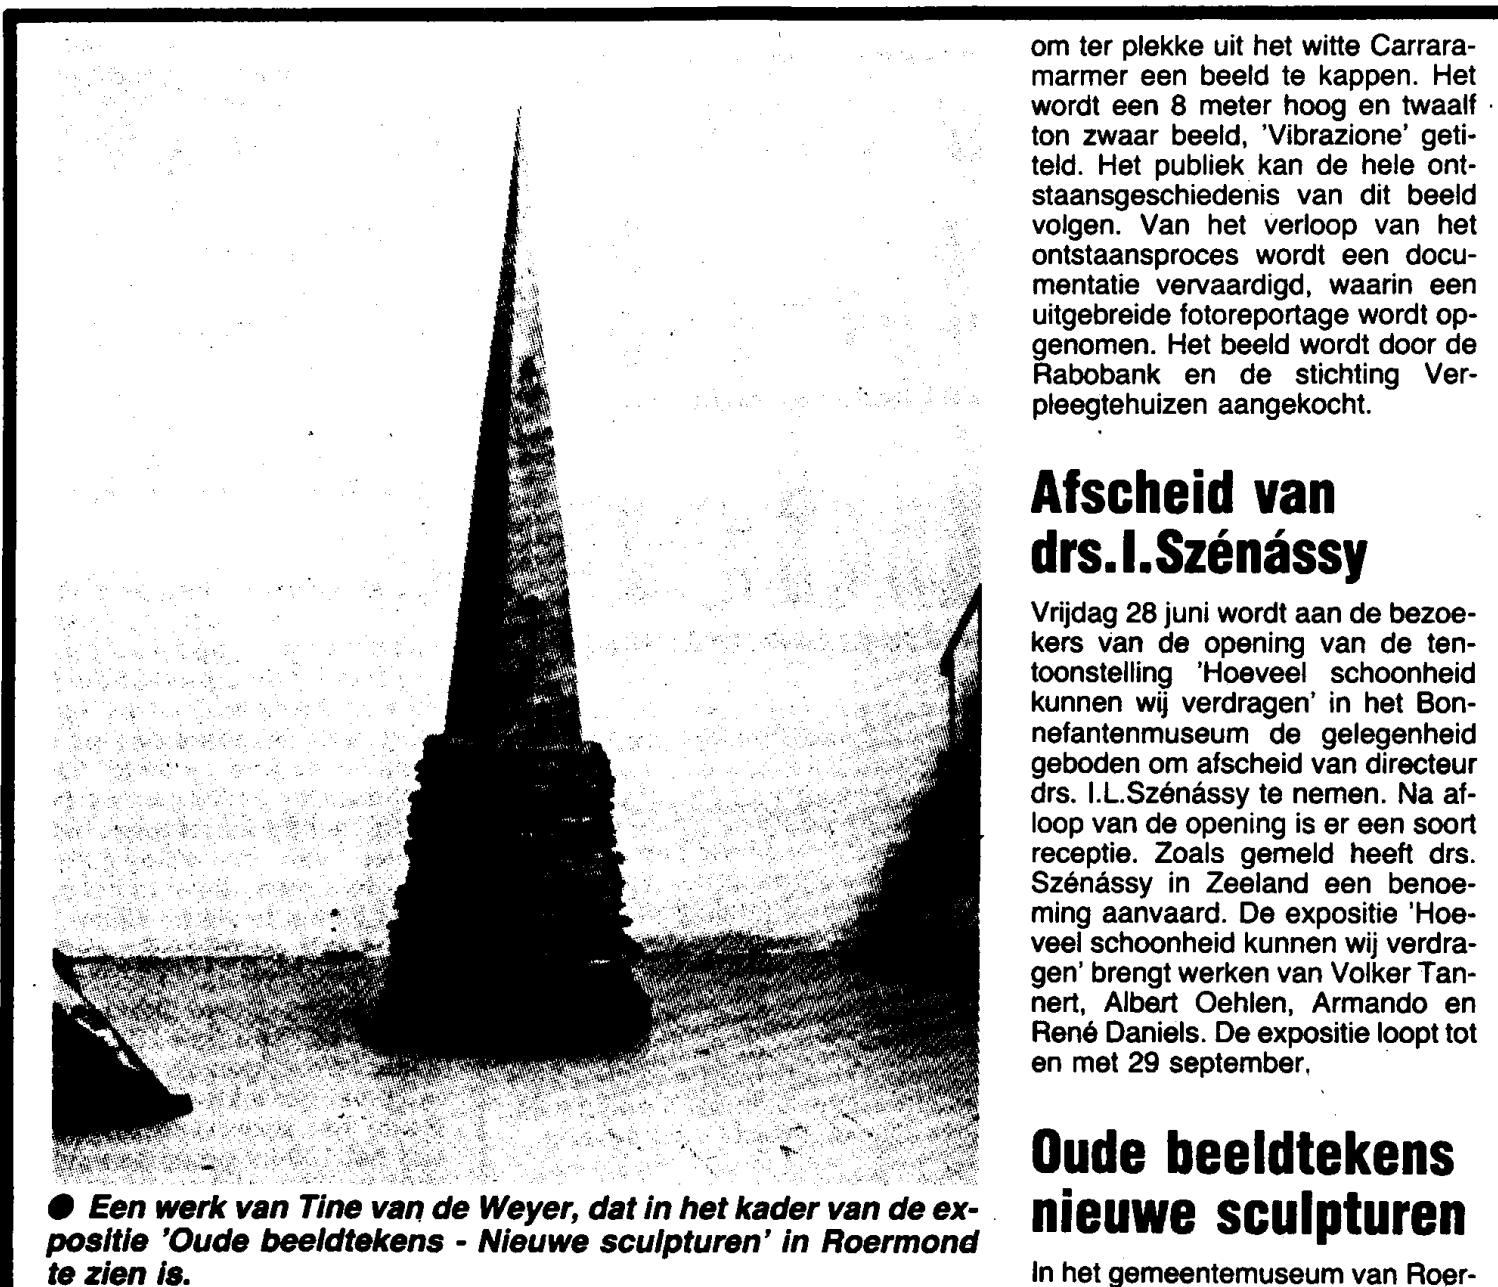 om ter plekke uit het witte Carrara-
marmer een beeld te kappen. Het
wordt een 8 meter hoog en twaalf
ton zwaar beeld, 'Vibrazione' geti-
teld. Het publiek kan de hele ont-
staansgeschiedenis van dit beeld
volgen. Van het verloop van het
ontstaansproces wordt een docu-
mentatie vervaardigd, waarin een
uitgebreide fotoreportage wordt op-
genomen. Het beeld wordt door de
Rabobank en de stichting Ver-
pleegtehuizen aangekocht.
Afscheid van
drs.I.Szénássy
Vrijdag 28 juni wordt aan de bezoe-
kers van de opening van de ten-
toonstelling 'Hoeveel schoonheid
kunnen wij verdragen' in het Bon-
nefantenmuseum de gelegenheid
geboden om afscheid van directeur
drs. I.L.Szénássy te nemen. Na af-
loop van de opening is er een soort
receptie. Zoals gemeld heeft drs.
Szénássy in Zeeland een benoe-
ming aanvaard. De expositie 'Hoe-
veel schoonheid kunnen wij verdra-
gen' brengt werken van Volker Tan-
nert, Albert Oehlen, Armando en
René Daniels. De expositie loopt tot
en met 29 september.
Oude beeldtekens
nieuwe sculpturen
In het gemeentemuseum van Roer-
● Een werk van Tine van de Weyer, dat in het kader van de ex-
positie 'Oude beeldtekens - Nieuwe sculpturen' in Roermond
te zien is.